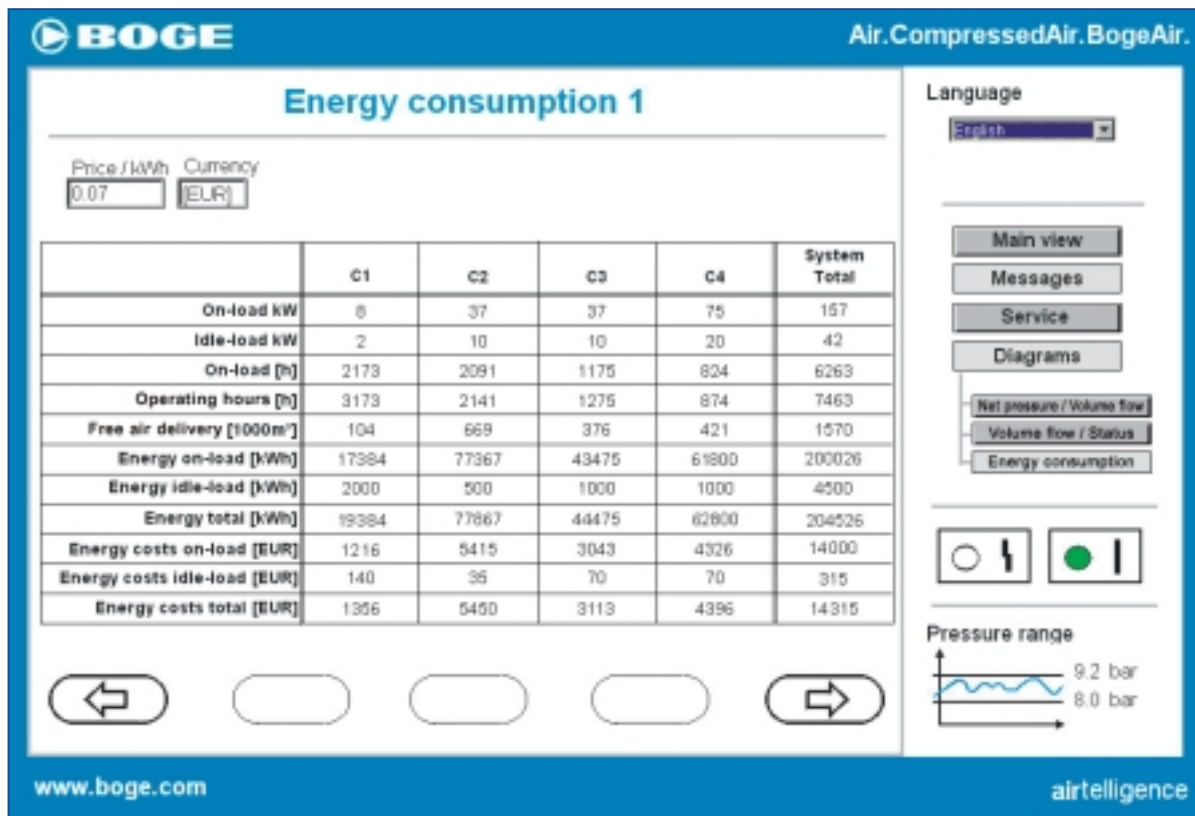 BOGE
Air.CompressedAir.BogeAir.
Energy consumption 1
Price / kWh Currency
0.07 [EUR]
C1 C2 C3 C4 System Total
On-load kW 8 37 37 75 157
Idle-load kW 2 10 10 20 42
On-load [h] 2173 2091 1175 824 6263
Operating hours [h] 3173 2141 1275 874 7463
Free air delivery [1000m³] 104 669 376 421 1570
Energy on-load [kWh] 17384 77367 43475 61800 200026
Energy idle-load [kWh] 2000 500 1000 1000 4500
Energy total [kWh] 19384 77867 44475 62800 204526
Energy costs on-load [EUR] 1216 5415 3043 4326 14000
Energy costs idle-load [EUR] 140 35 70 70 315
Energy costs total [EUR] 1356 5450 3113 4396 14315
Language
English
Main view
Messages
Service
Diagrams
Net pressure / Volume flow
Volume flow / Status
Energy consumption
Pressure range
9.2 bar
8.0 bar
www.boge.com
airtelligence